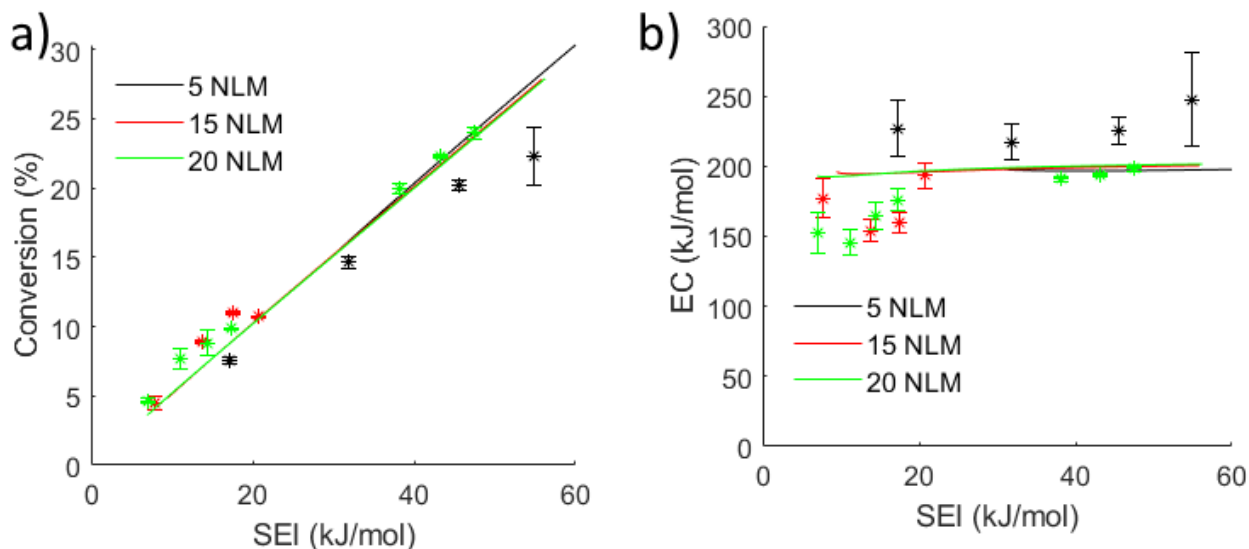 a)
30
25
20
15
10
5
0
Conversion (%)
5 NLM
15 NLM
20 NLM
0 20 40 60
SEI (kJ/mol)
b)
300
250
200
150
100
50
0
EC (kJ/mol)
5 NLM
15 NLM
20 NLM
0 20 40 60
SEI (kJ/mol)